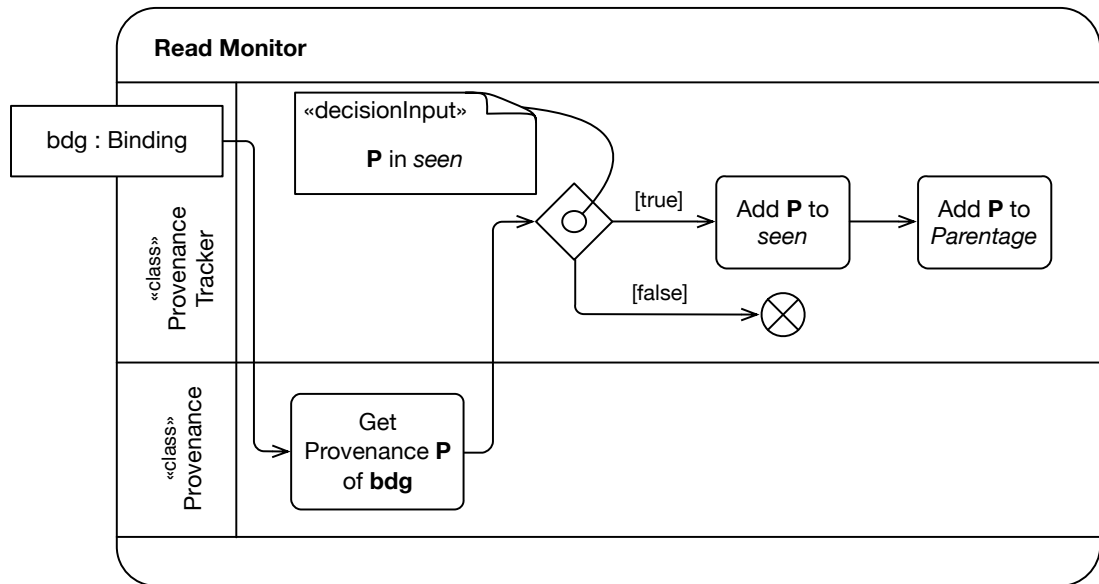 Read Monitor
bdg : Binding
«decisionInput»
P in seen
«class»
Provenance
Tracker
[true]
Add P to
seen
Add P to
Parentage
[false]
«class»
Provenance
Get
Provenance P
of bdg